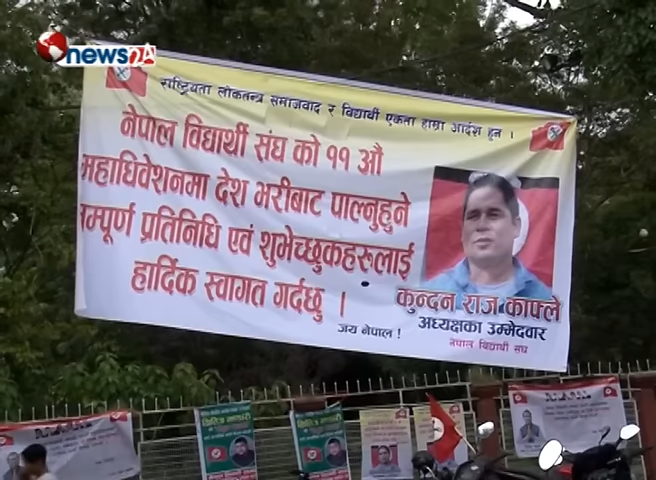 news24
राष्ट्रियता लोकतन्त्र समाजवाद र विद्यार्थी एकता हाम्रा आदर्श हुन ।
नेपाल विद्यार्थी संघ को ११ औ
महाधिवेशनमा देश भरीबाट पाल्नुहुने
सम्पूर्ण प्रतिनिधि एवं शुभेच्छुकहरुलाई
हार्दिक स्वागत गर्दछु ।
जय नेपाल !
कुन्दन राज काफ्ले
अध्यक्षका उम्मेदवार
नेपाल विद्यार्थी संघ